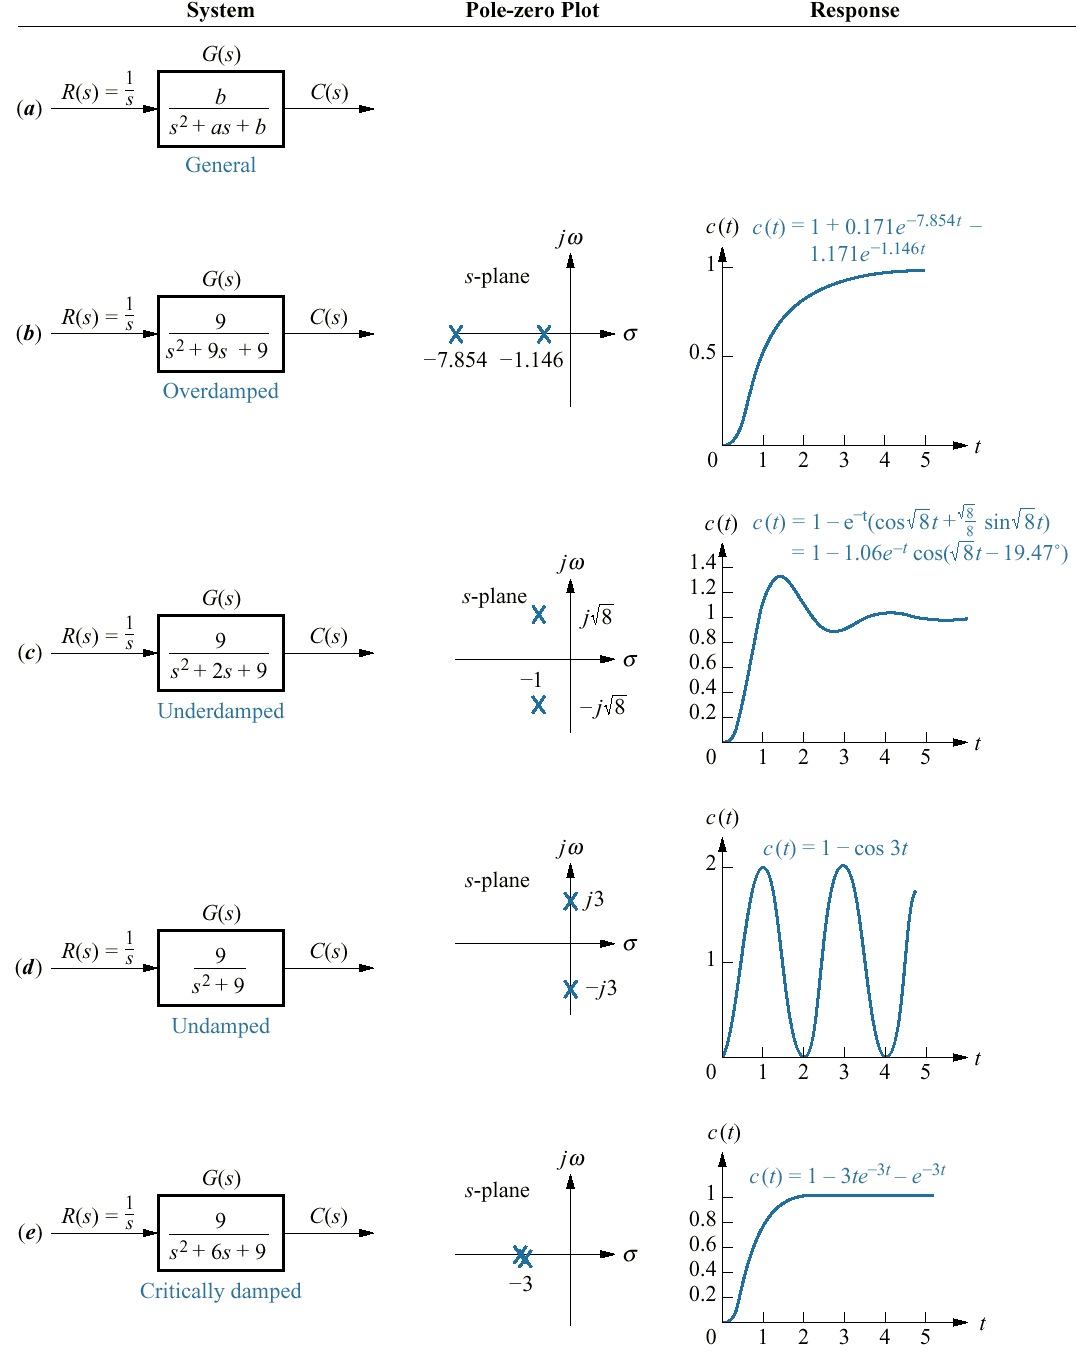 System Pole-zero Plot Response
G(s)
(a) R(s) = 1/s b/(s² + as + b) C(s)
General
G(s)
(b) R(s) = 1/s 9/(s² + 9s + 9) C(s)
Overdamped
jω
s-plane
σ
−7.854 −1.146
c(t) c(t) = 1 + 0.171e^−7.854t −
1.171e^−1.146t
1
0.5
0 1 2 3 4 5 t
G(s)
(c) R(s) = 1/s 9/(s² + 2s + 9) C(s)
Underdamped
jω
s-plane
j√8
σ
−1
−j√8
c(t) c(t) = 1 − e^−t(cos√8t + √8/8 sin√8t)
= 1 − 1.06e^−t cos(√8t − 19.47°)
1.4
1.2
1
0.8
0.6
0.4
0.2
0 1 2 3 4 5 t
G(s)
(d) R(s) = 1/s 9/(s² + 9) C(s)
Undamped
jω
s-plane
j3
σ
−j3
c(t)
c(t) = 1 − cos 3t
2
1
0 1 2 3 4 5 t
G(s)
(e) R(s) = 1/s 9/(s² + 6s + 9) C(s)
Critically damped
jω
s-plane
σ
−3
c(t)
c(t) = 1 − 3te^−3t − e^−3t
1
0.8
0.6
0.4
0.2
0 1 2 3 4 5 t